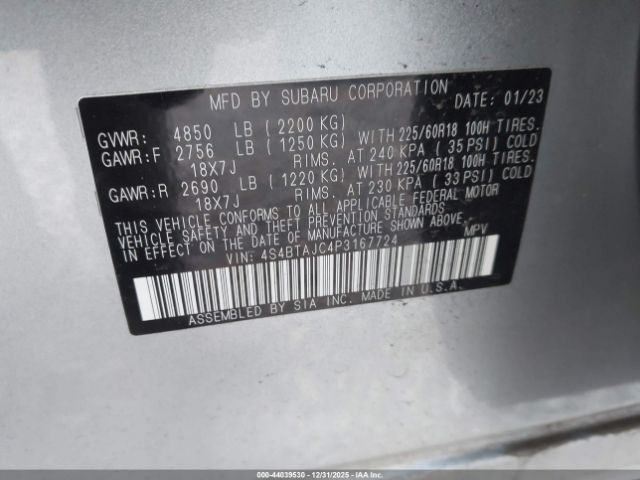 MFD BY SUBARU CORPORATION DATE: 01/23
GVWR: 4850 LB ( 2200 KG)
GAWR:F 2756 LB ( 1250 KG) WITH 225/60R18 100H TIRES.
18X7J RIMS. AT 240 KPA ( 35 PSI) COLD
GAWR:R 2690 LB ( 1220 KG) WITH 225/60R18 100H TIRES.
18X7J RIMS. AT 230 KPA ( 33 PSI) COLD
THIS VEHICLE CONFORMS TO ALL APPLICABLE FEDERAL MOTOR
VEHICLE SAFETY AND THEFT PREVENTION STANDARDS IN
EFFECT ON THE DATE OF MANUFACTURE SHOWN ABOVE.
VIN: 4S4BTAJC4P3167724 MPV
ASSEMBLED BY SIA INC. MADE IN U.S.A.
000-44039530 - 12/31/2025 - IAAI.COM